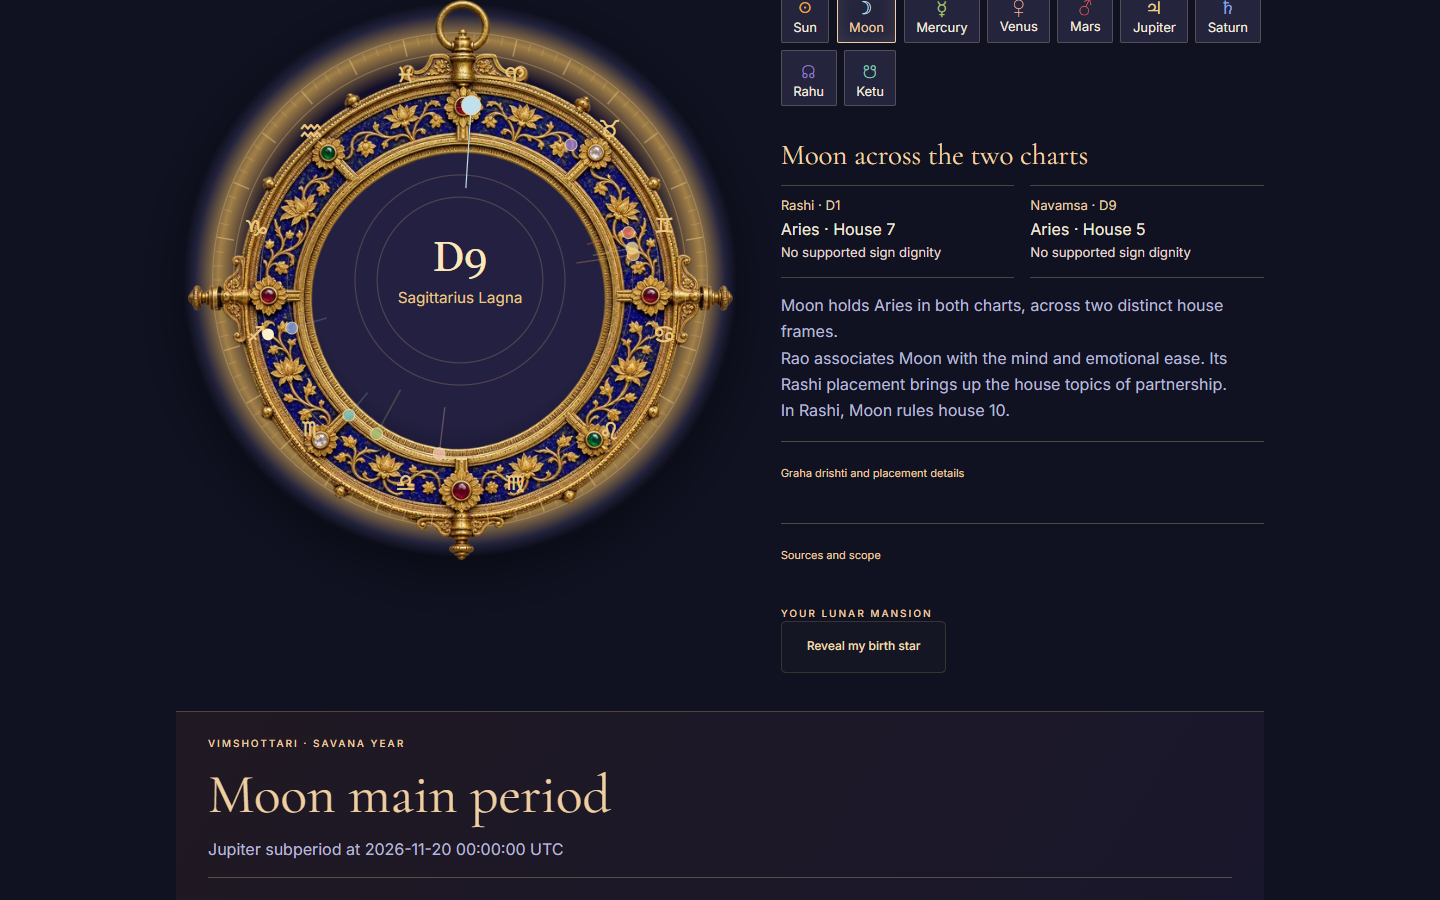 ☉ ☽ ☿ ♀ ♂ ♃ ♄
Sun Moon Mercury Venus Mars Jupiter Saturn
☊ ☋
Rahu Ketu
♓ ♈
♒ ♉
♑ ♊
♐ ♋
♏ ♌
♎ ♍
D9
Sagittarius Lagna
Moon across the two charts
Rashi · D1
Aries · House 7
No supported sign dignity
Navamsa · D9
Aries · House 5
No supported sign dignity
Moon holds Aries in both charts, across two distinct house
frames.
Rao associates Moon with the mind and emotional ease. Its
Rashi placement brings up the house topics of partnership.
In Rashi, Moon rules house 10.
Graha drishti and placement details
Sources and scope
YOUR LUNAR MANSION
Reveal my birth star
VIMSHOTTARI · SAVANA YEAR
Moon main period
Jupiter subperiod at 2026-11-20 00:00:00 UTC